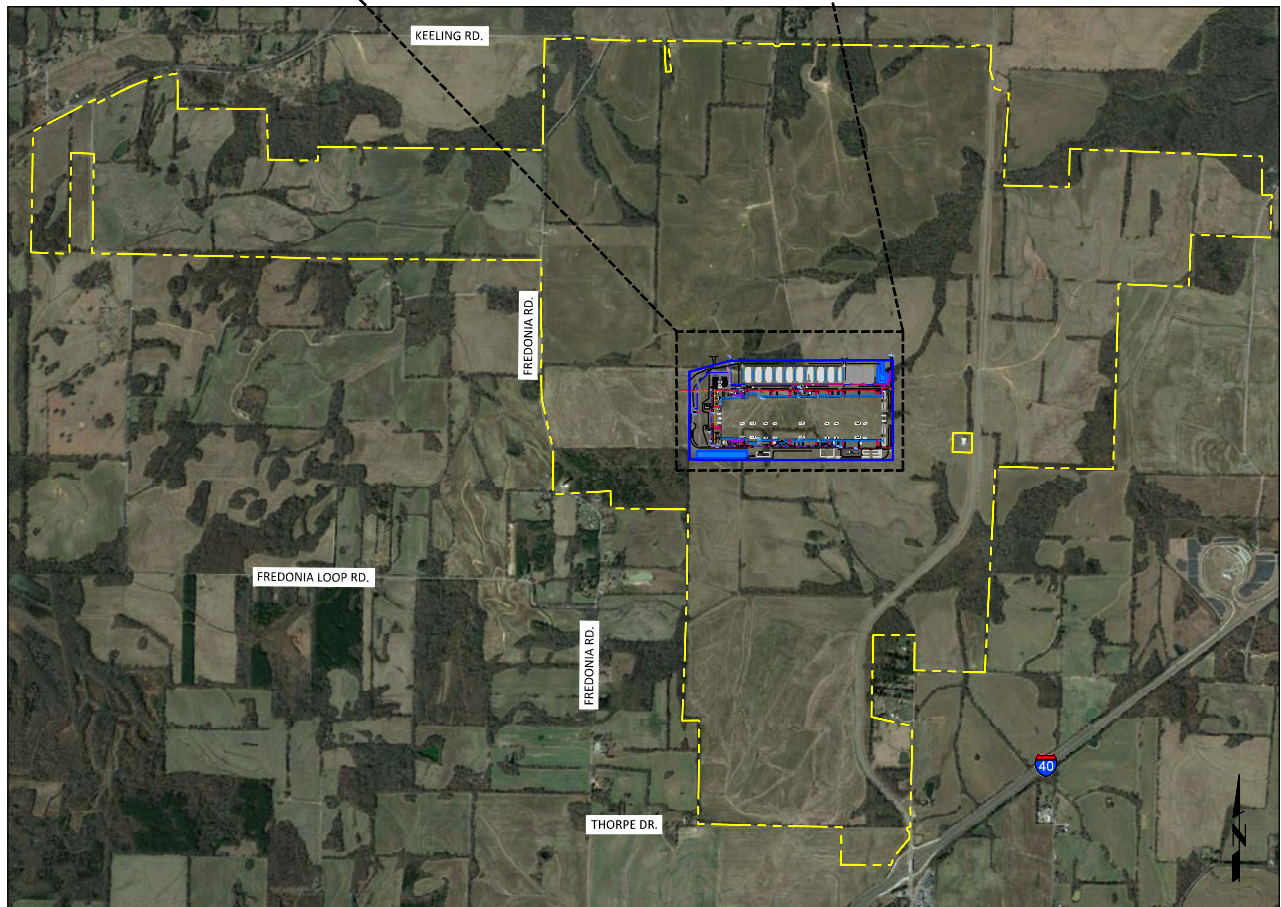 KEELING RD.
FREDONIA RD.
FREDONIA LOOP RD.
FREDONIA RD.
40
THORPE DR.
N